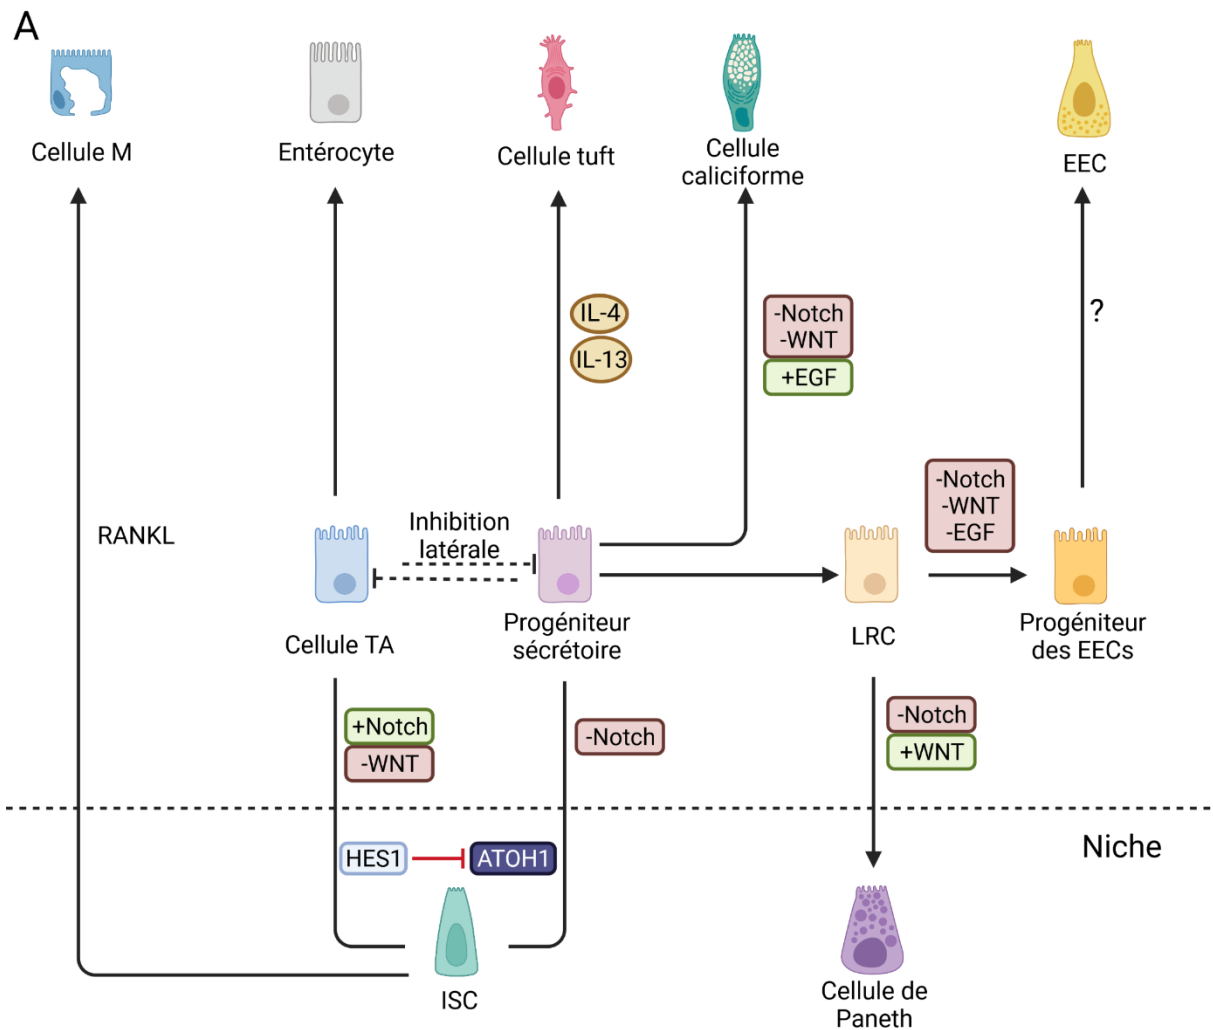 A
Cellule M
Entérocyte
Cellule tuft
Cellule
caliciforme
EEC
IL-4
IL-13
-Notch
-WNT
+EGF
?
-Notch
-WNT
-EGF
RANKL
Inhibition
latérale
Cellule TA
Progéniteur
sécrétoire
LRC
Progéniteur
des EECs
+Notch
-WNT
-Notch
-Notch
+WNT
Niche
HES1
ATOH1
ISC
Cellule de
Paneth